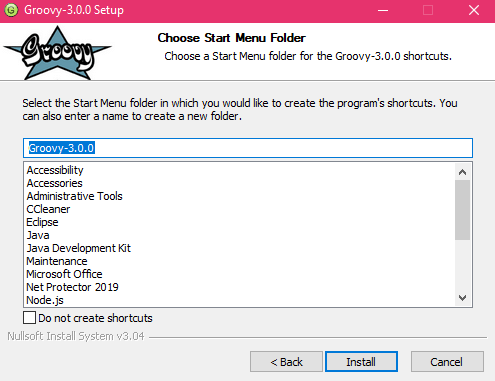 Groovy-3.0.0 Setup
Groovy
Choose Start Menu Folder
Choose a Start Menu folder for the Groovy-3.0.0 shortcuts.
Select the Start Menu folder in which you would like to create the program's shortcuts. You
can also enter a name to create a new folder.
Groovy-3.0.0
Accessibility
Accessories
Administrative Tools
CCleaner
Eclipse
Java
Java Development Kit
Maintenance
Microsoft Office
Net Protector 2019
Node.js
Do not create shortcuts
Nullsoft Install System v3.04
< Back
Install
Cancel